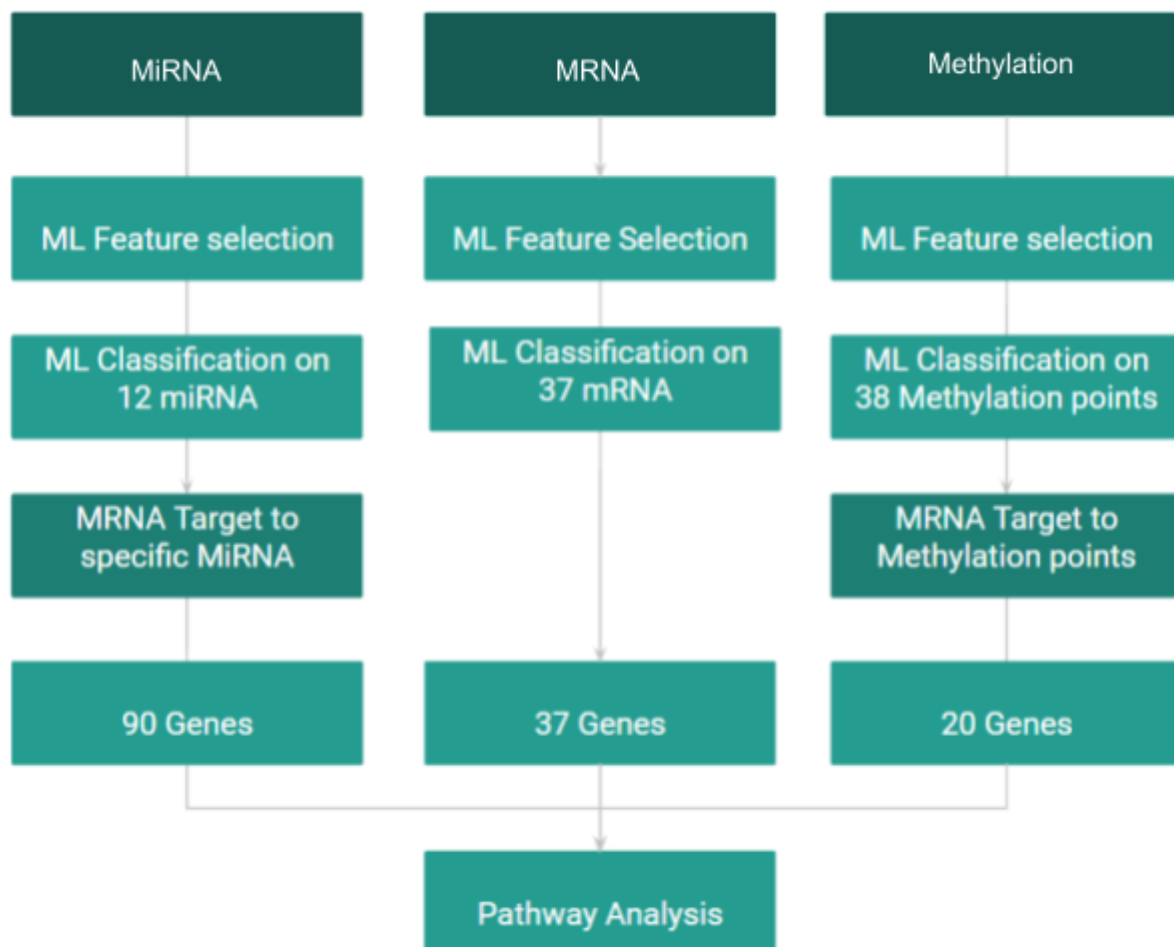 MiRNA
MRNA
Methylation
ML Feature selection
ML Feature Selection
ML Feature selection
ML Classification on
12 miRNA
ML Classification on
37 mRNA
ML Classification on
38 Methylation points
MRNA Target to
specific MiRNA
MRNA Target to
Methylation points
90 Genes
37 Genes
20 Genes
Pathway Analysis